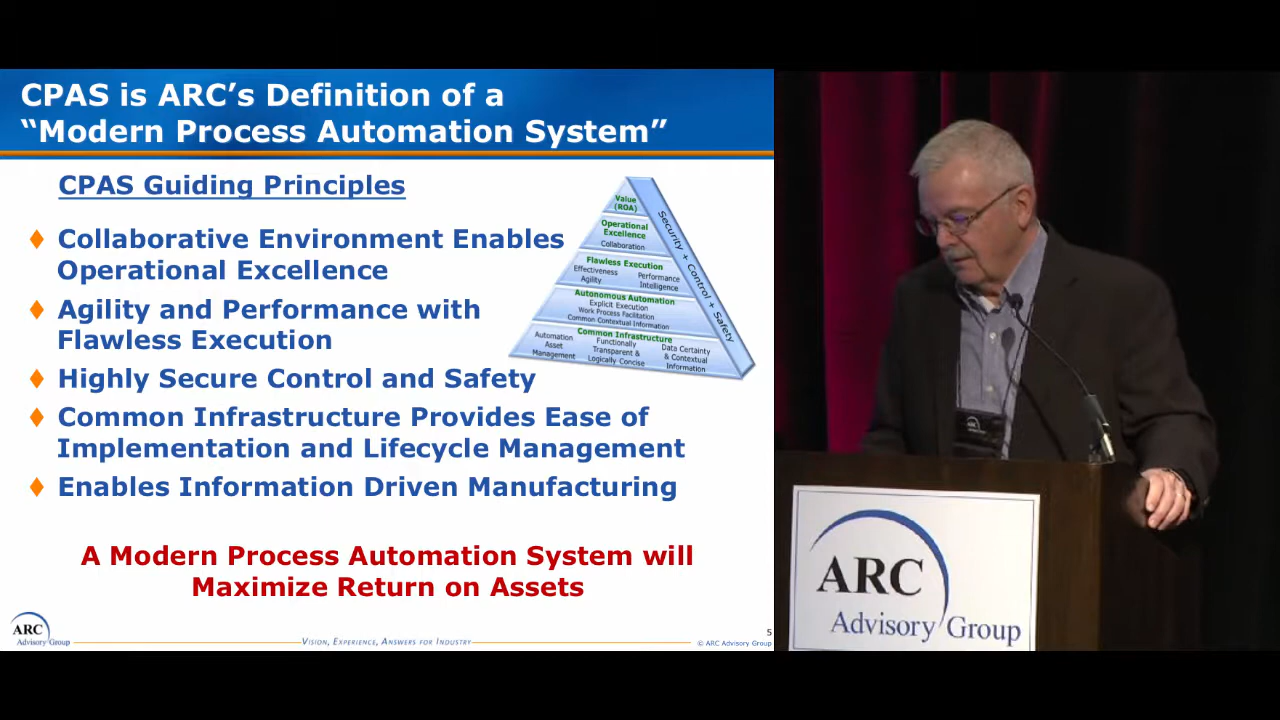 CPAS is ARC's Definition of a
“Modern Process Automation System”
CPAS Guiding Principles
Collaborative Environment Enables
Operational Excellence
Agility and Performance with
Flawless Execution
Highly Secure Control and Safety
Common Infrastructure Provides Ease of
Implementation and Lifecycle Management
Enables Information Driven Manufacturing
A Modern Process Automation System will
Maximize Return on Assets
Value
(ROA)
Operational
Excellence
Collaboration
Flawless Execution
Effectiveness
Agility
Performance
Intelligence
Autonomous Automation
Explicit Execution
Work Process Facilitation
Common Contextual Information
Common Infrastructure
Automation
Asset
Management
Functionally
Transparent &
Logically Concise
Data Certainty
& Contextual
Information
Security + Control + Safety
ARC
Advisory Group
VISION, EXPERIENCE, ANSWERS FOR INDUSTRY
5
© ARC Advisory Group
ARC
Advisory Group